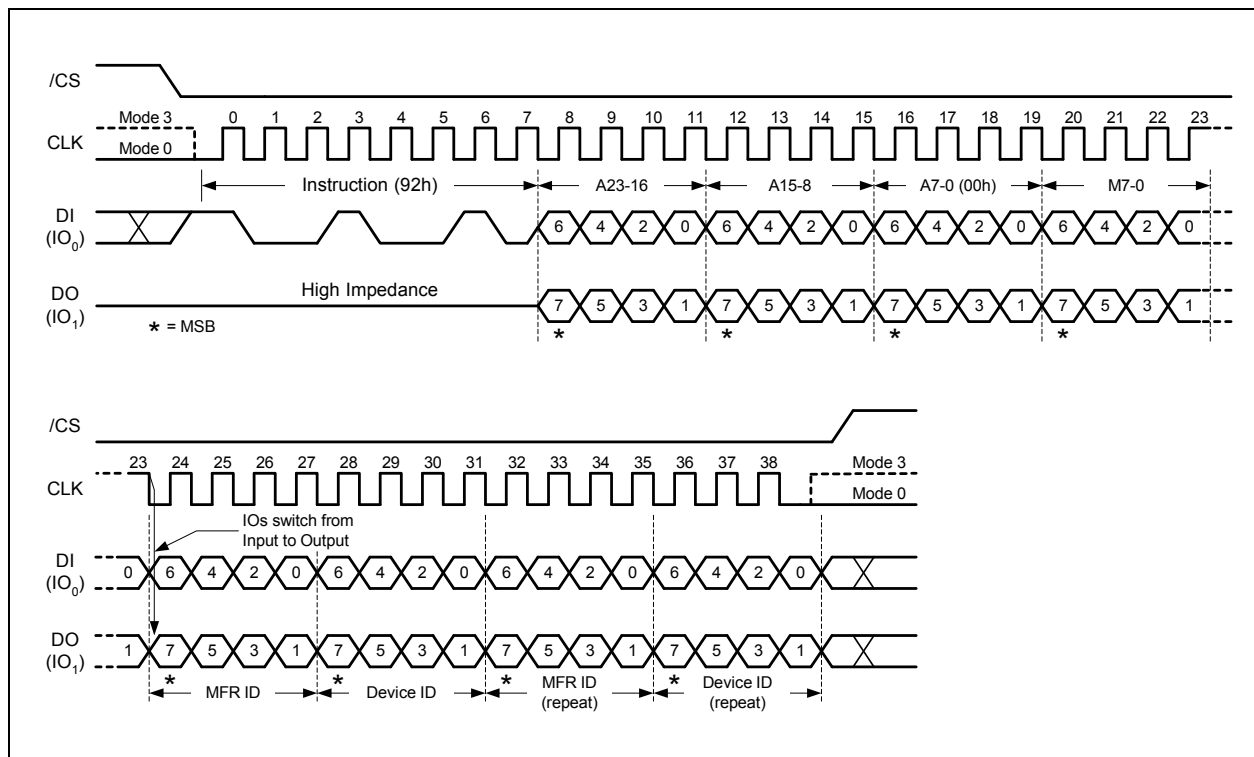 /CS
Mode 3 0 1 2 3 4 5 6 7 8 9 10 11 12 13 14 15 16 17 18 19 20 21 22 23
CLK
Mode 0
Instruction (92h) A23-16 A15-8 A7-0 (00h) M7-0
DI
(IO0) 6 4 2 0 6 4 2 0 6 4 2 0 6 4 2 0
High Impedance
DO
(IO1) 7 5 3 1 7 5 3 1 7 5 3 1 7 5 3 1
* = MSB * * * *
/CS
23 24 25 26 27 28 29 30 31 32 33 34 35 36 37 38 Mode 3
CLK
Mode 0
IOs switch from
Input to Output
DI
(IO0) 0 6 4 2 0 6 4 2 0 6 4 2 0 6 4 2 0
DO
(IO1) 1 7 5 3 1 7 5 3 1 7 5 3 1 7 5 3 1
* * * *
MFR ID Device ID MFR ID Device ID
(repeat) (repeat)